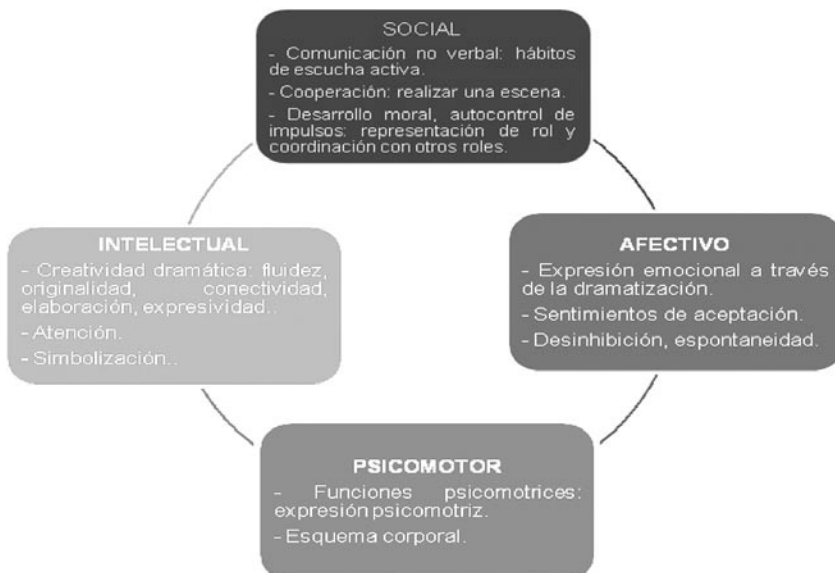 SOCIAL
- Comunicación no verbal: hábitos
de escucha activa.
- Cooperación: realizar una escena.
- Desarrollo moral, autocontrol de
impulsos: representación de rol y
coordinación con otros roles.
INTELECTUAL
- Creatividad dramática: fluidez,
originalidad, conectividad,
elaboración, expresividad..
- Atención.
- Simbolización..
AFECTIVO
- Expresión emocional a través
de la dramatización.
- Sentimientos de aceptación.
- Desinhibición, espontaneidad.
PSICOMOTOR
- Funciones psicomotrices:
expresión psicomotriz.
- Esquema corporal.